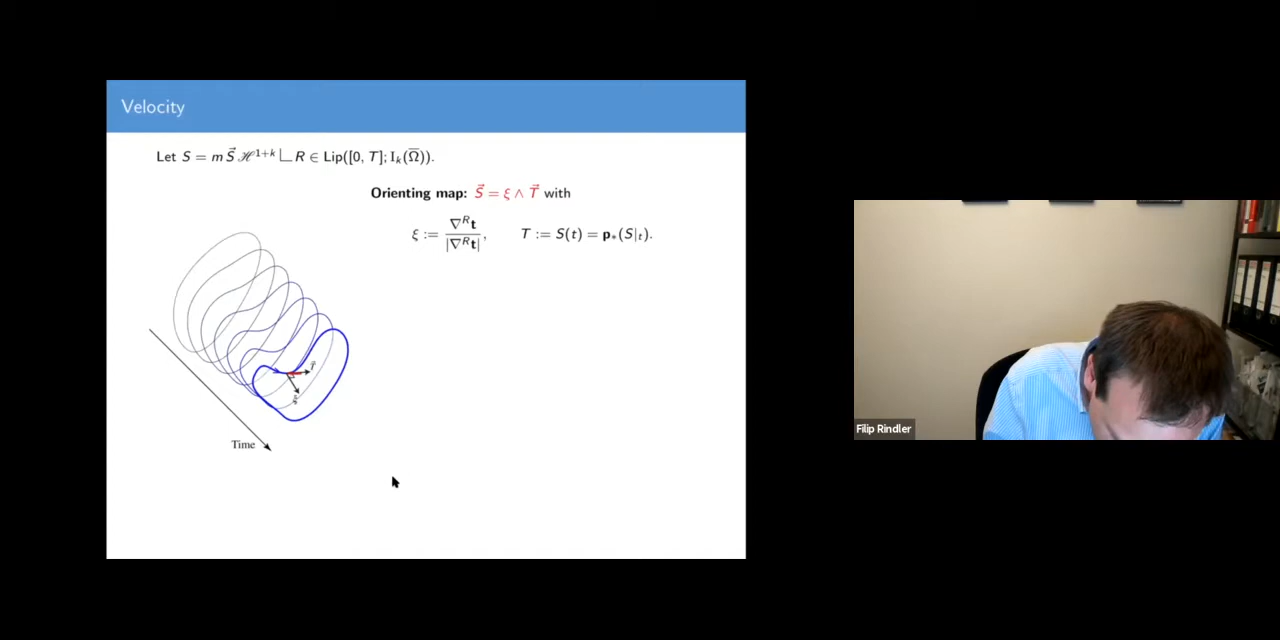 Velocity
Let S = m S⃗ ℋ^{1+k} ⌞ R ∈ Lip([0, T]; I_k(Ω̅)).
Orienting map: S⃗ = ξ ∧ T⃗ with
ξ := ∇^R t / |∇^R t|, T := S(t) = p_*(S|_t).
T⃗
ξ
Time
Filip Rindler